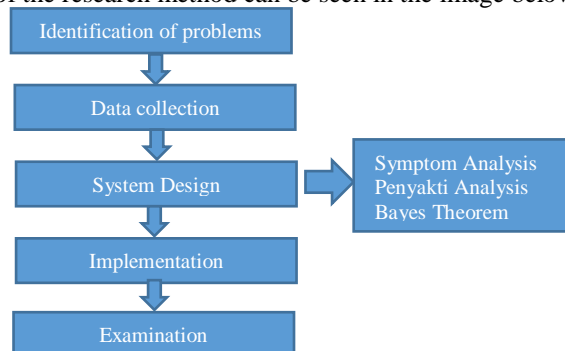 of the research method can be seen in the image below
Identification of problems
Data collection
System Design
Symptom Analysis
Penyakti Analysis
Bayes Theorem
Implementation
Examination